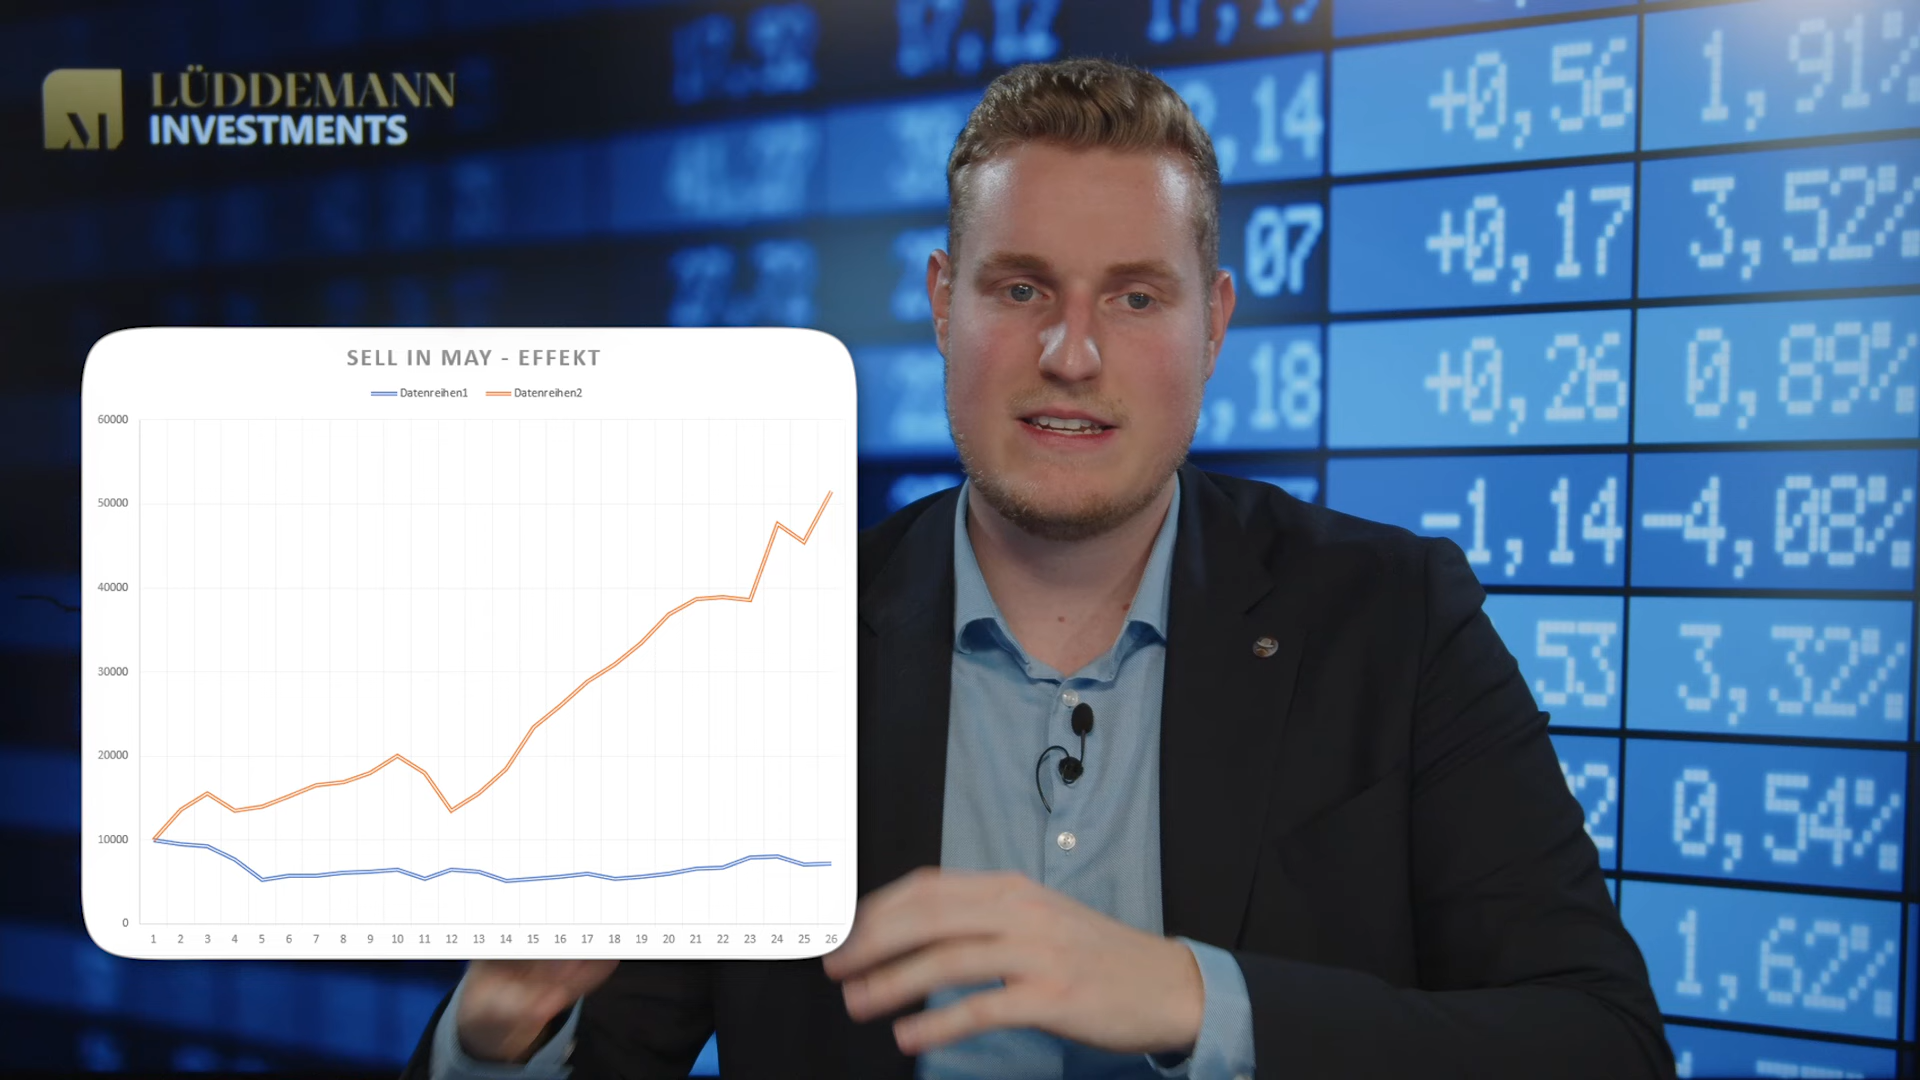 LÜDDEMANN
INVESTMENTS
SELL IN MAY - EFFEKT
Datenreihen1 Datenreihen2
60000
50000
40000
30000
20000
10000
0
1 2 3 4 5 6 7 8 9 10 11 12 13 14 15 16 17 18 19 20 21 22 23 24 25 26
17,19
,14 +0,56 1,91%
,07 +0,17 3,52%
,18 +0,26 0,89%
-1,14 -4,08%
53 3,32%
2 0,54%
1,62%